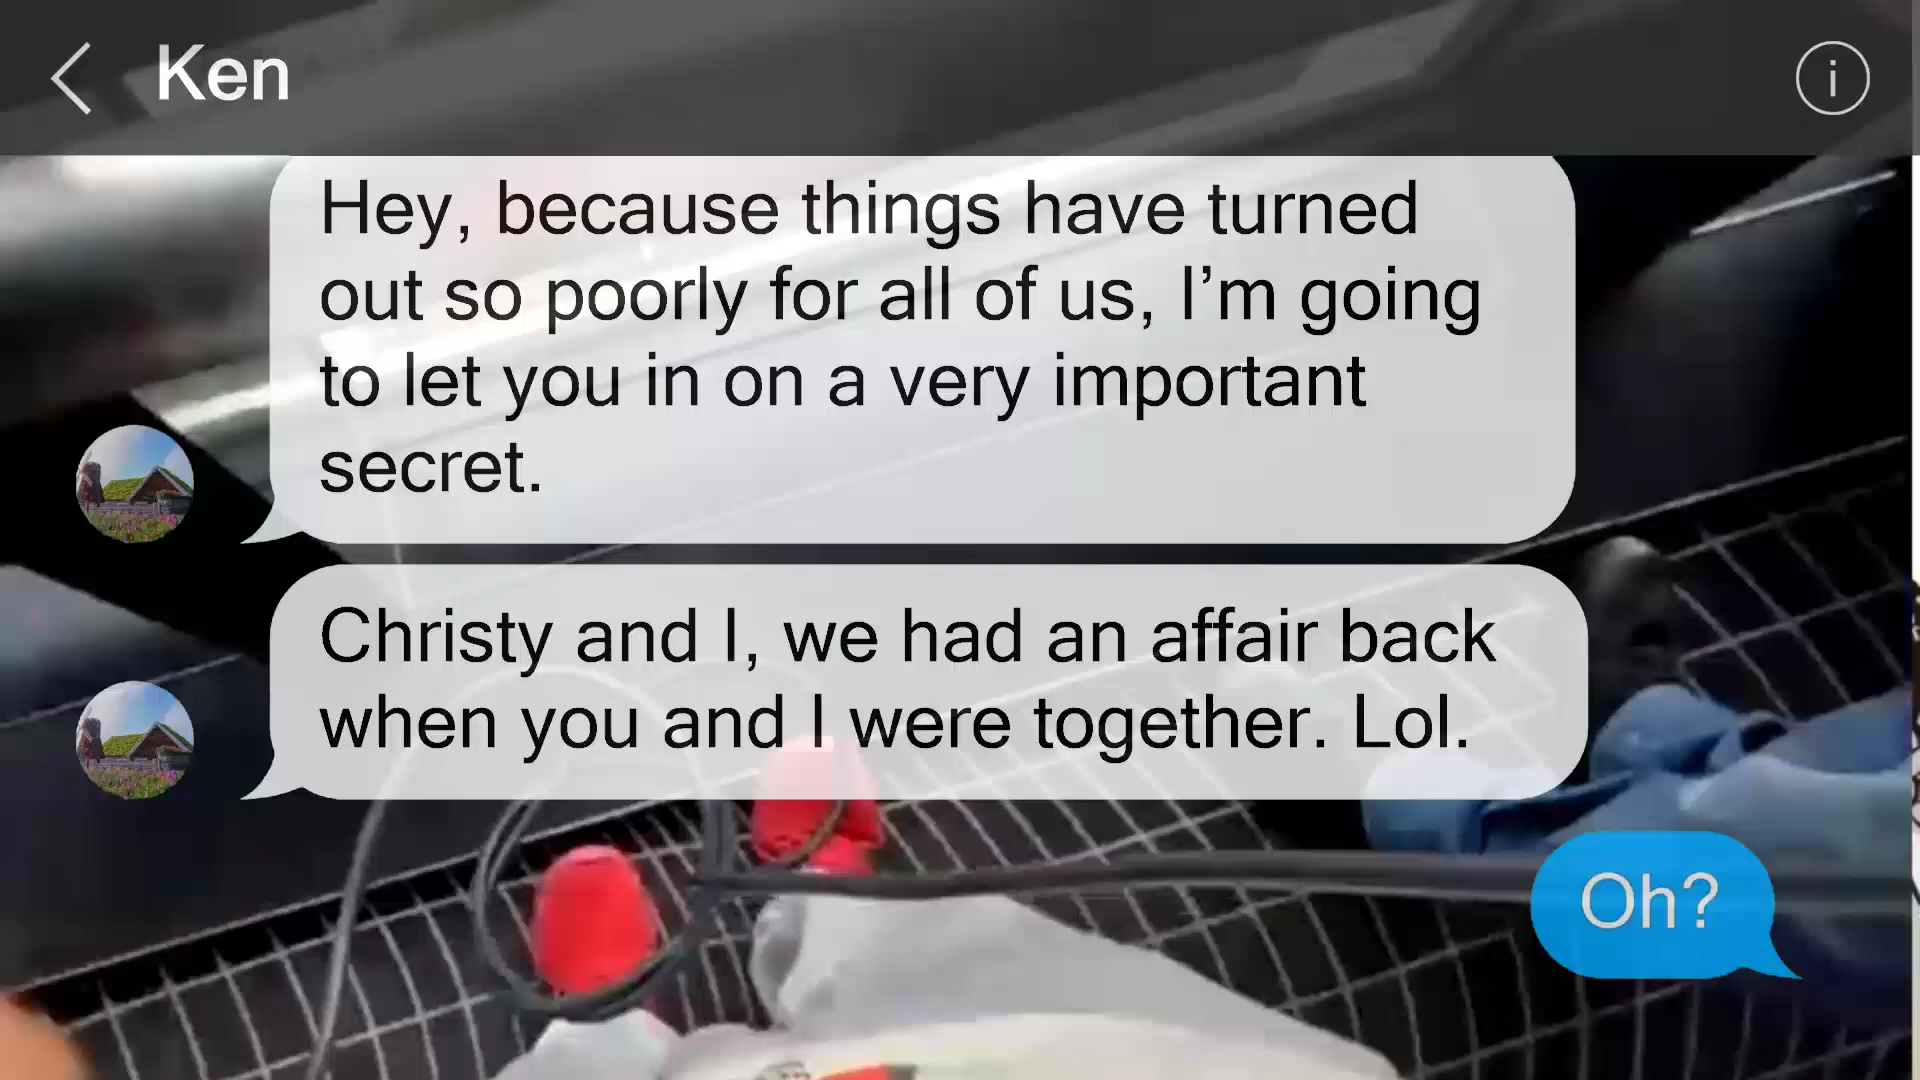 Ken
Hey, because things have turned
out so poorly for all of us, I’m going
to let you in on a very important
secret.
Christy and I, we had an affair back
when you and I were together. Lol.
Oh?